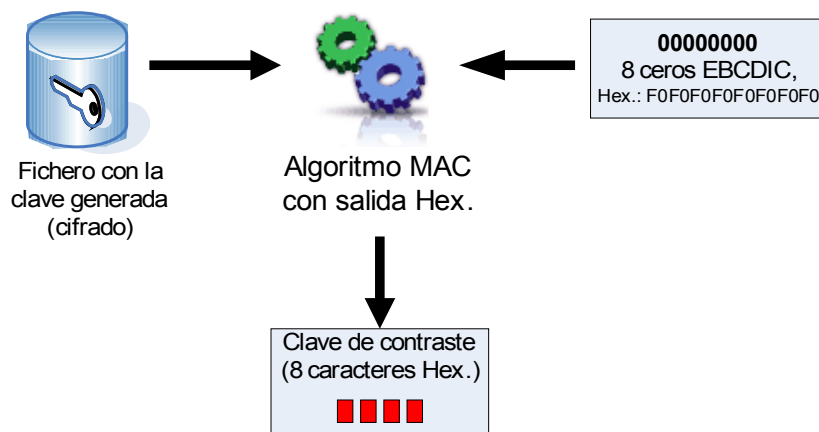 00000000
8 ceros EBCDIC,
Hex.: F0F0F0F0F0F0F0F0
Fichero con la
clave generada
(cifrado)
Algoritmo MAC
con salida Hex.
Clave de contraste
(8 caracteres Hex.)